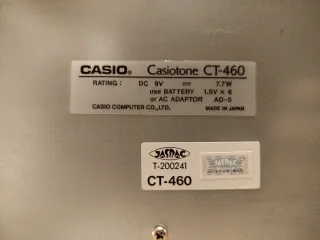 CASIO® Casiotone CT-460
RATING: DC 9V ⎓ 7.7W
use BATTERY 1.5V × 6
or AC ADAPTOR AD-5
CASIO COMPUTER CO., LTD. MADE IN JAPAN
JASPAC
T-200241
CT-460